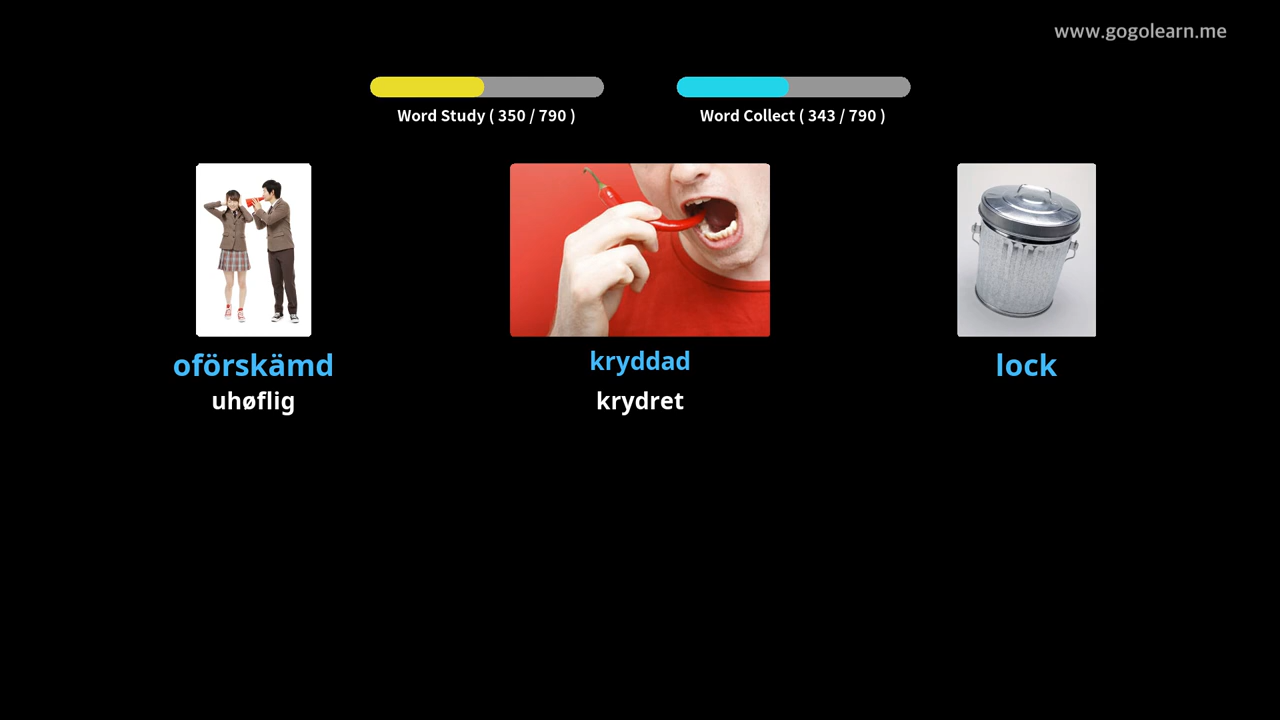 www.gogolearn.me
Word Study ( 350 / 790 )
Word Collect ( 343 / 790 )
oförskämd
kryddad
lock
uhøflig
krydret